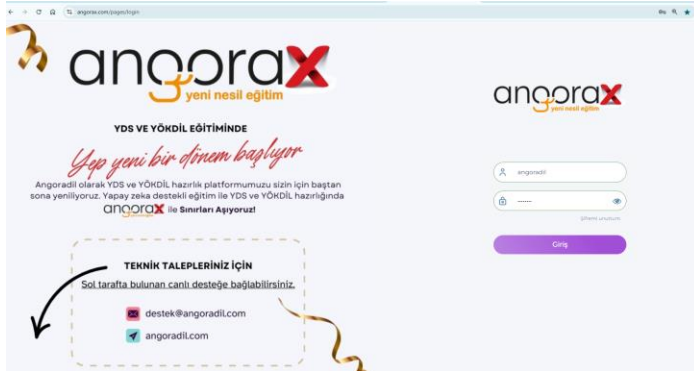 angorax.com/pages/login
angorax
yeni nesil eğitim
YDS VE YÖKDİL EĞİTİMİNDE
Yep yeni bir dönem başlıyor
Angoradil olarak YDS ve YÖKDİL hazırlık platformumuzu sizin için baştan
sona yeniliyoruz. Yapay zeka destekli eğitim ile YDS ve YÖKDİL hazırlığında
angorax ile Sınırları Aşıyoruz!
TEKNİK TALEPLERİNİZ İÇİN
Sol tarafta bulunan canlı desteğe bağlabilirsiniz.
destek@angoradil.com
angoradil.com
angorax
yeni nesil eğitim
angoradil
Şifremi unuttum
Giriş